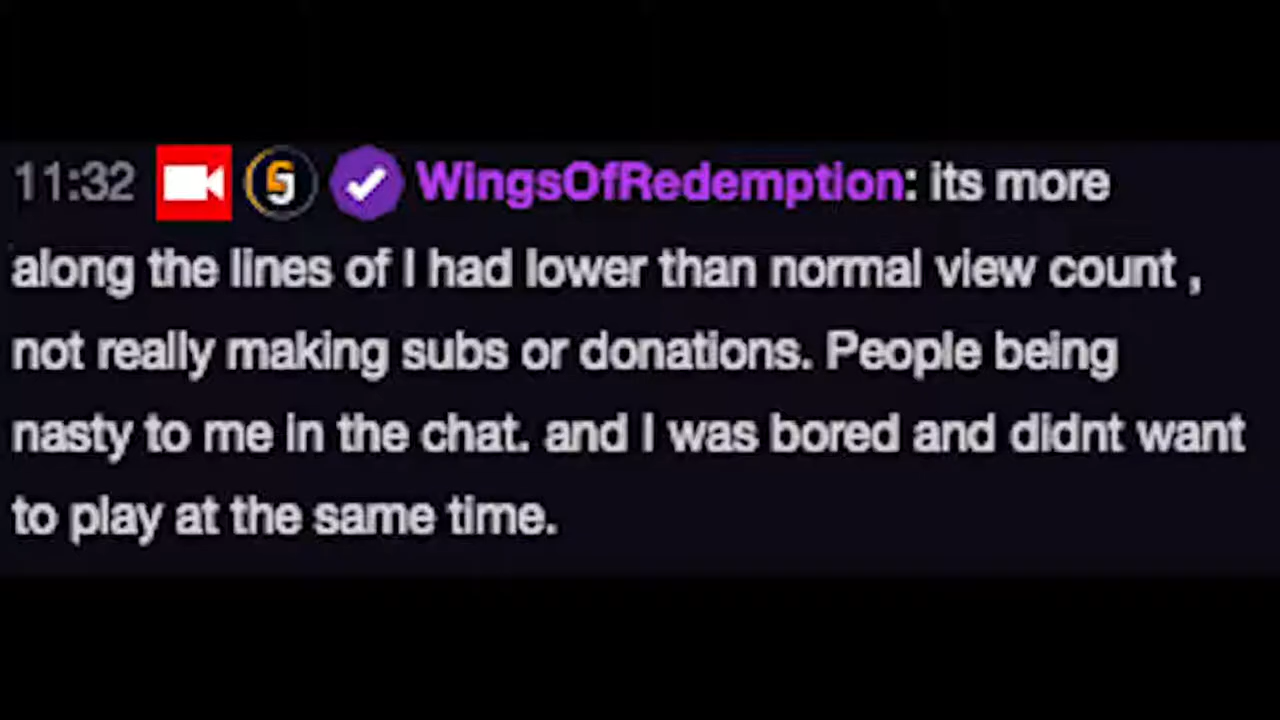 11:32 WingsOfRedemption: its more
along the lines of I had lower than normal view count ,
not really making subs or donations. People being
nasty to me in the chat. and I was bored and didnt want
to play at the same time.